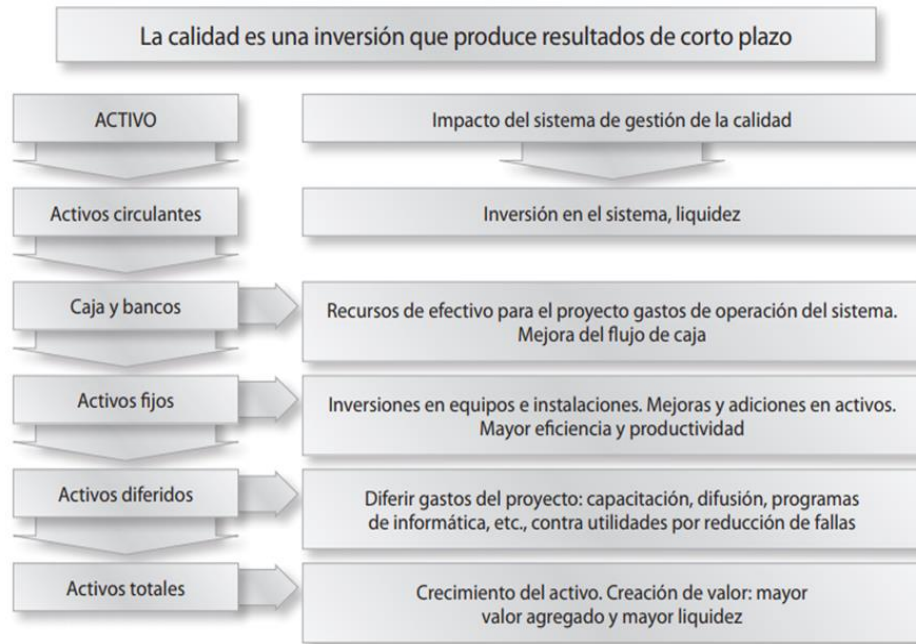 La calidad es una inversión que produce resultados de corto plazo
ACTIVO
Impacto del sistema de gestión de la calidad
Activos circulantes
Inversión en el sistema, liquidez
Caja y bancos
Recursos de efectivo para el proyecto gastos de operación del sistema.
Mejora del flujo de caja
Activos fijos
Inversiones en equipos e instalaciones. Mejoras y adiciones en activos.
Mayor eficiencia y productividad
Activos diferidos
Diferir gastos del proyecto: capacitación, difusión, programas
de informática, etc., contra utilidades por reducción de fallas
Activos totales
Crecimiento del activo. Creación de valor: mayor
valor agregado y mayor liquidez